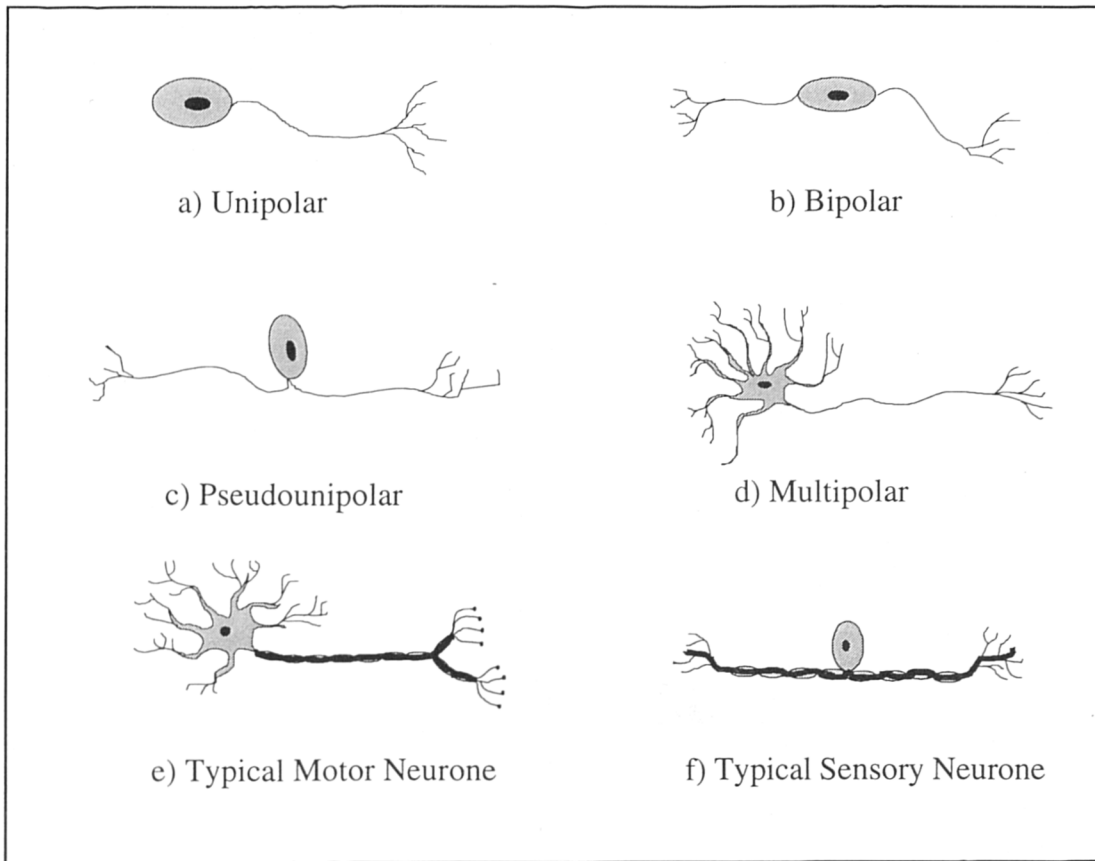 a) Unipolar
b) Bipolar
c) Pseudounipolar
d) Multipolar
e) Typical Motor Neurone
f) Typical Sensory Neurone